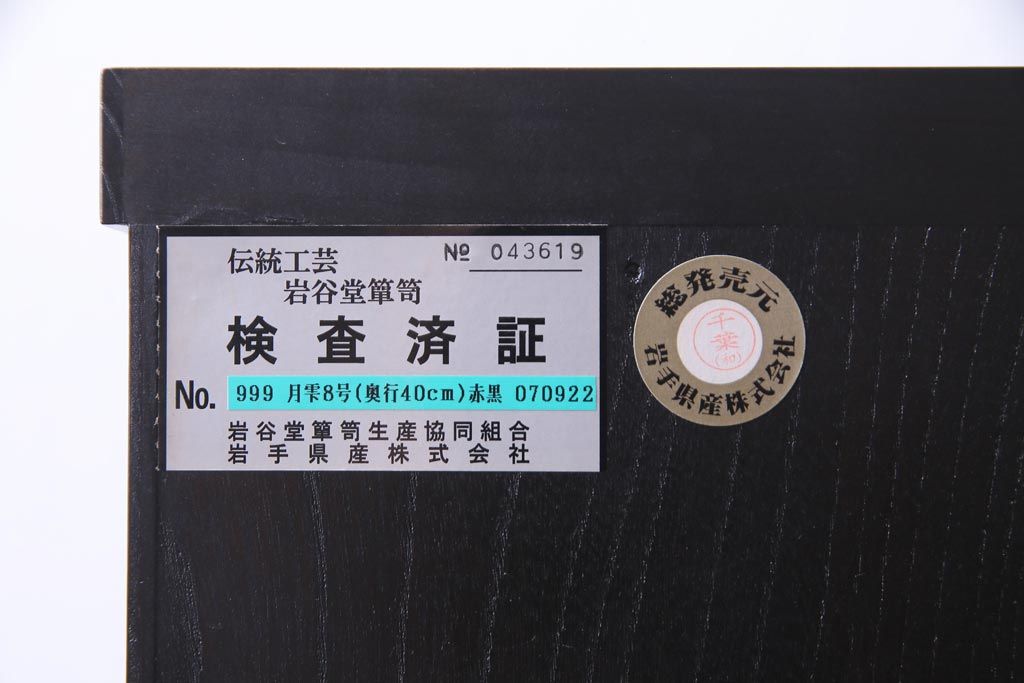 伝統工芸
№ 043619
岩谷堂簞笥
検査済証
No. 999 月雫8号(奥行40cm)赤黒 070922
岩谷堂簞笥生産協同組合
岩手県産株式会社
総発売元
千葉
(和)
岩手県産株式会社